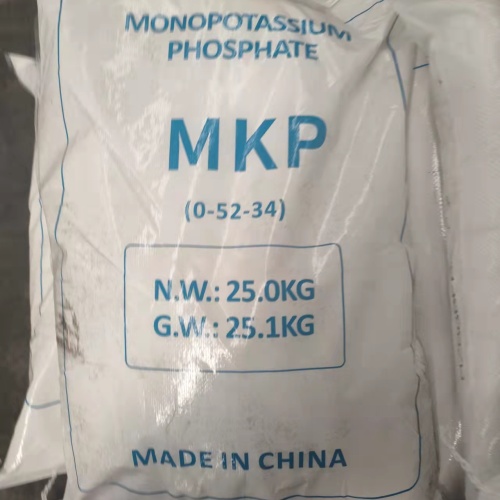 MONOPOTASSIUM
PHOSPHATE
MKP
(0-52-34)
N.W.: 25.0KG
G.W.: 25.1KG
MADE IN CHINA